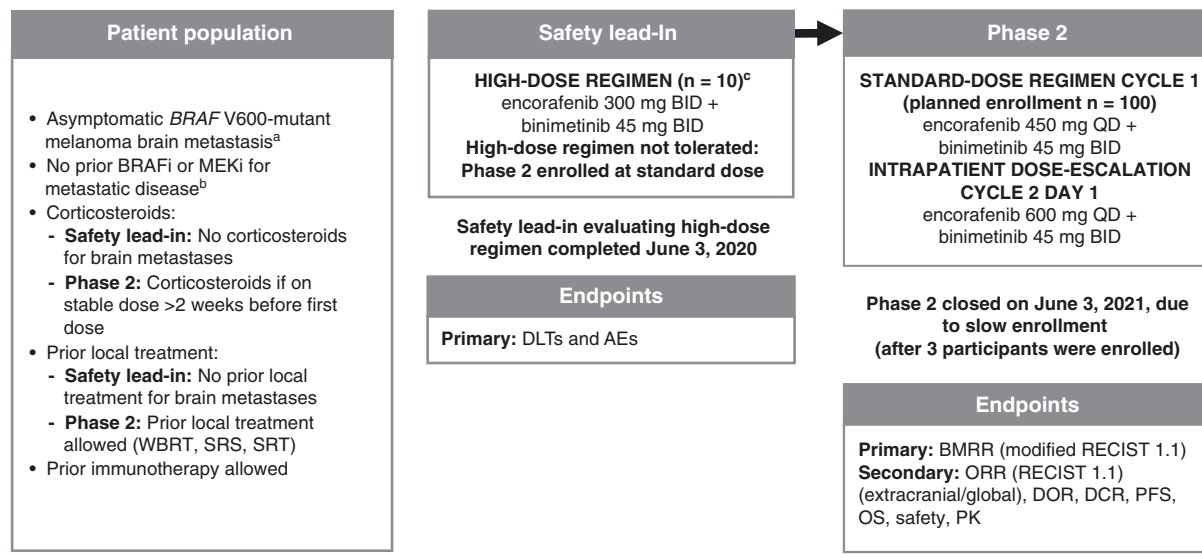 Patient population
• Asymptomatic BRAF V600-mutant
melanoma brain metastasisa
• No prior BRAFi or MEKi for
metastatic diseaseb
• Corticosteroids:
- Safety lead-in: No corticosteroids
for brain metastases
- Phase 2: Corticosteroids if on
stable dose >2 weeks before first
dose
• Prior local treatment:
- Safety lead-in: No prior local
treatment for brain metastases
- Phase 2: Prior local treatment
allowed (WBRT, SRS, SRT)
• Prior immunotherapy allowed
Safety lead-In
HIGH-DOSE REGIMEN (n = 10)c
encorafenib 300 mg BID +
binimetinib 45 mg BID
High-dose regimen not tolerated:
Phase 2 enrolled at standard dose
Safety lead-in evaluating high-dose
regimen completed June 3, 2020
Endpoints
Primary: DLTs and AEs
Phase 2
STANDARD-DOSE REGIMEN CYCLE 1
(planned enrollment n = 100)
encorafenib 450 mg QD +
binimetinib 45 mg BID
INTRAPATIENT DOSE-ESCALATION
CYCLE 2 DAY 1
encorafenib 600 mg QD +
binimetinib 45 mg BID
Phase 2 closed on June 3, 2021, due
to slow enrollment
(after 3 participants were enrolled)
Endpoints
Primary: BMRR (modified RECIST 1.1)
Secondary: ORR (RECIST 1.1)
(extracranial/global), DOR, DCR, PFS,
OS, safety, PK